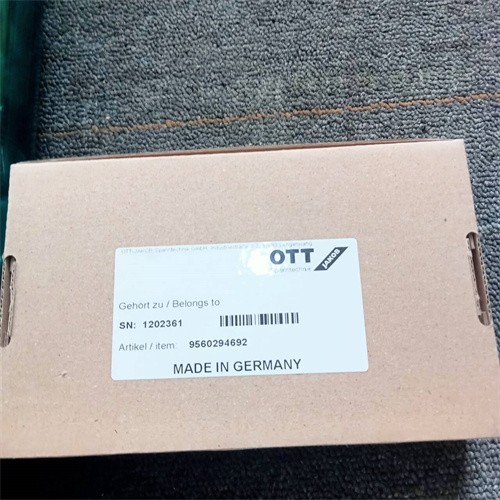 OTT
JAKOB
Gehört zu / Belongs to
SN: 1202361
Artikel / item 9560294692
MADE IN GERMANY